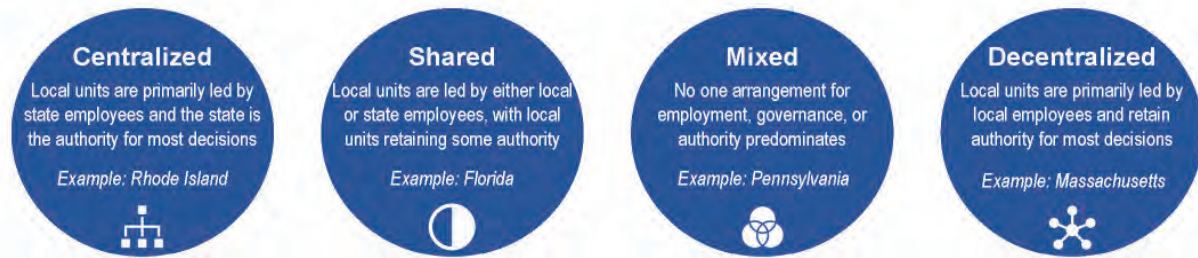 Centralized
Local units are primarily led by
state employees and the state is
the authority for most decisions
Example: Rhode Island
Shared
Local units are led by either local
or state employees, with local
units retaining some authority
Example: Florida
Mixed
No one arrangement for
employment, governance, or
authority predominates
Example: Pennsylvania
Decentralized
Local units are primarily led by
local employees and retain
authority for most decisions
Example: Massachusetts